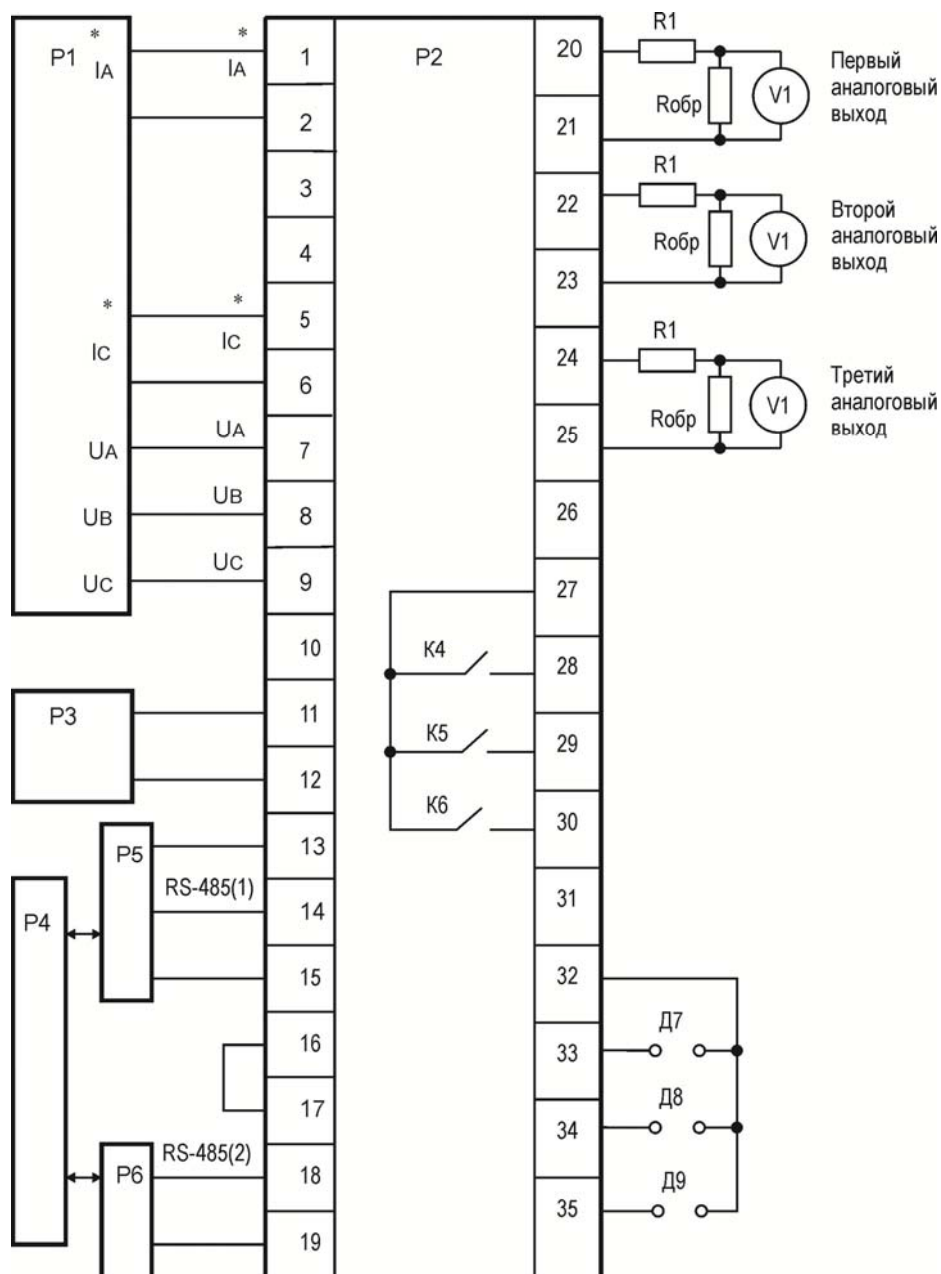 R1
*
*
P1
IA
IA
1
P2
20
V1
Первый
аналоговый
выход
Rобр
2
21
R1
3
22
Второй
аналоговый
выход
Rобр
V1
4
23
*
*
5
IC
IC
R1
24
6
Третий
аналоговый
выход
Rобр
V1
UA
UA
7
25
UB
UB
8
26
UC
UC
9
27
10
К4
28
P3
11
К5
29
12
К6
30
P5
13
RS-485(1)
P4
14
31
15
32
Д7
16
33
17
Д8
34
RS-485(2)
P6
18
Д9
35
19